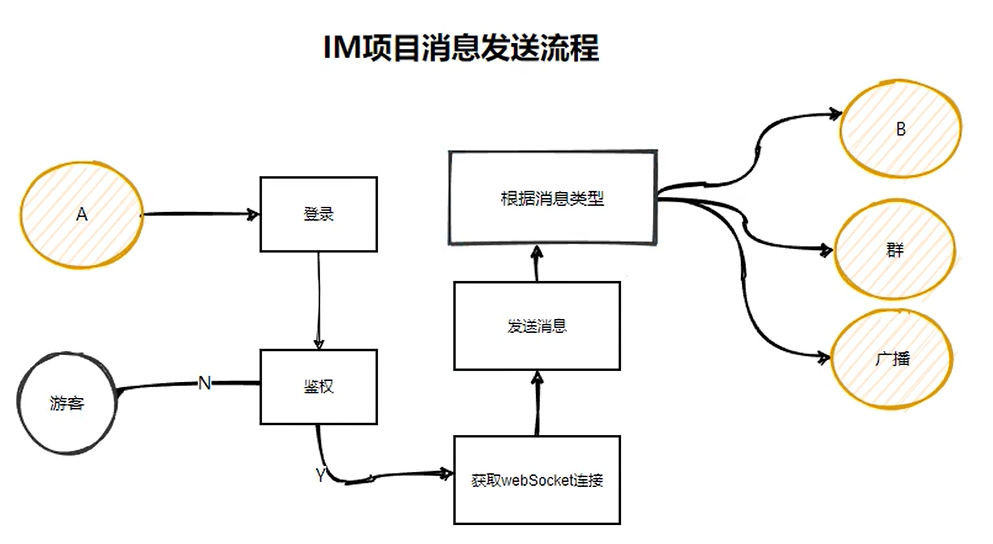 IM项目消息发送流程
A
登录
鉴权
N
游客
Y
获取webSocket连接
发送消息
根据消息类型
B
群
广播